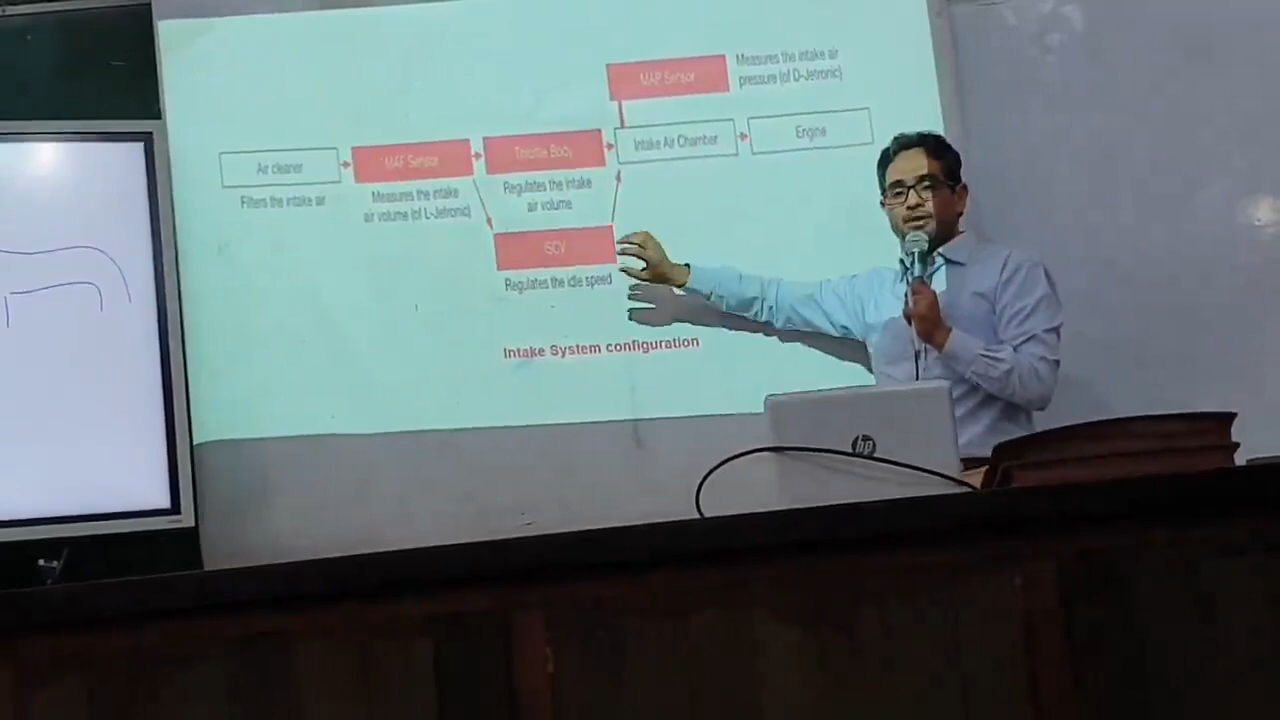 MAP Sensor
Measures the intake air
pressure (of D-Jetronic)
Air cleaner
MAF Sensor
Throttle Body
Intake Air Chamber
Engine
Filters the intake air
Measures the intake
air volume (of L-Jetronic)
Regulates the intake
air volume
ISCV
Regulates the idle speed
Intake System configuration
hp